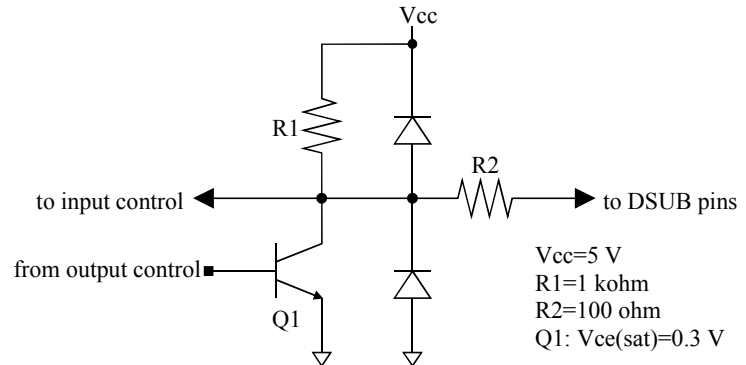 Vcc
R1
R2
to input control
to DSUB pins
from output control
Q1
Vcc=5 V
R1=1 kohm
R2=100 ohm
Q1: Vce(sat)=0.3 V